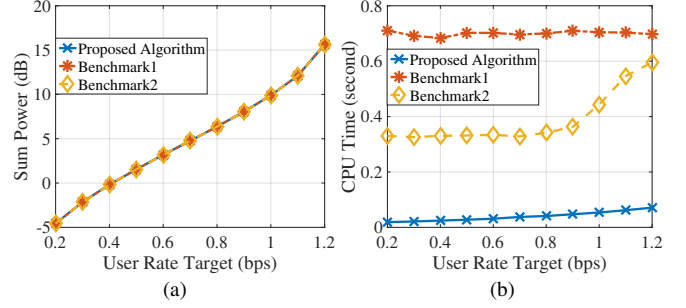 20
15
10
5
0
-5
Sum Power (dB)
Proposed Algorithm
Benchmark1
Benchmark2
0.2 0.4 0.6 0.8 1 1.2
User Rate Target (bps)
(a)
0.8
0.6
0.4
0.2
0
CPU Time (second)
Proposed Algorithm
Benchmark1
Benchmark2
0.2 0.4 0.6 0.8 1 1.2
User Rate Target (bps)
(b)